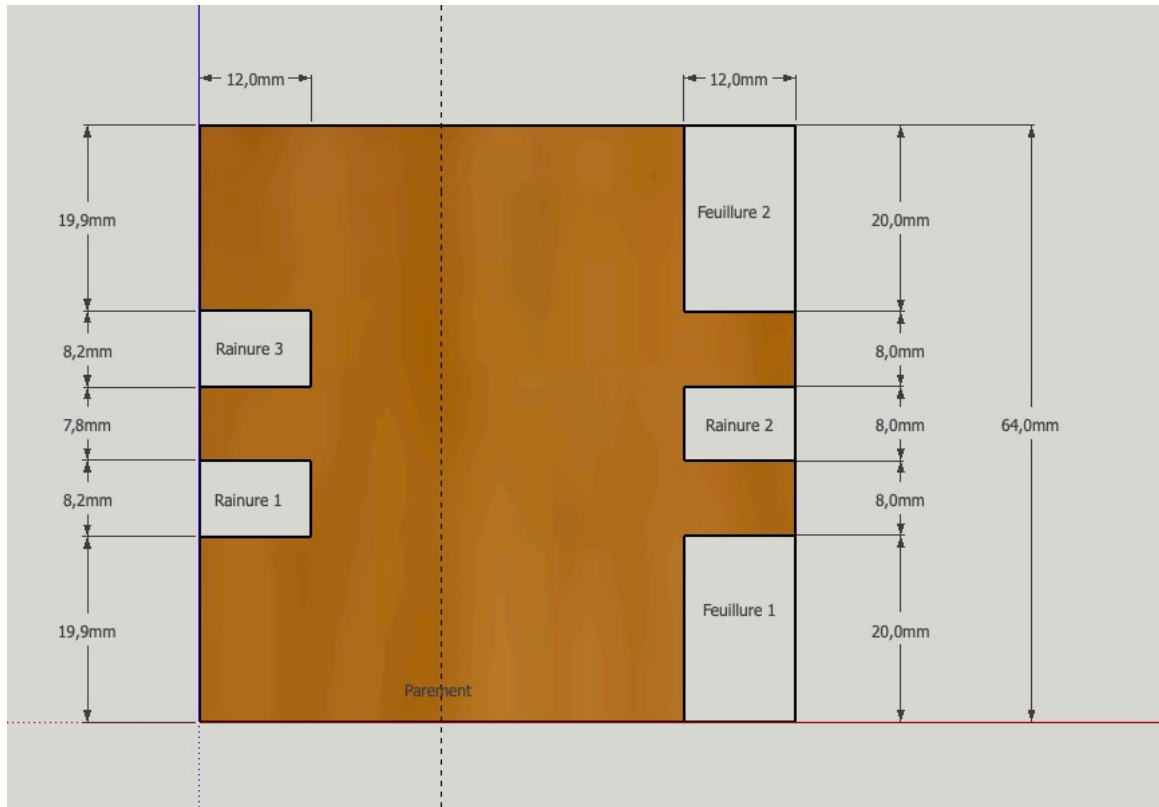 12,0mm
12,0mm
19,9mm
Feuillure 2
20,0mm
8,2mm
Rainure 3
8,0mm
7,8mm
Rainure 2
8,0mm
64,0mm
8,2mm
Rainure 1
8,0mm
Feuillure 1
19,9mm
20,0mm
Parement